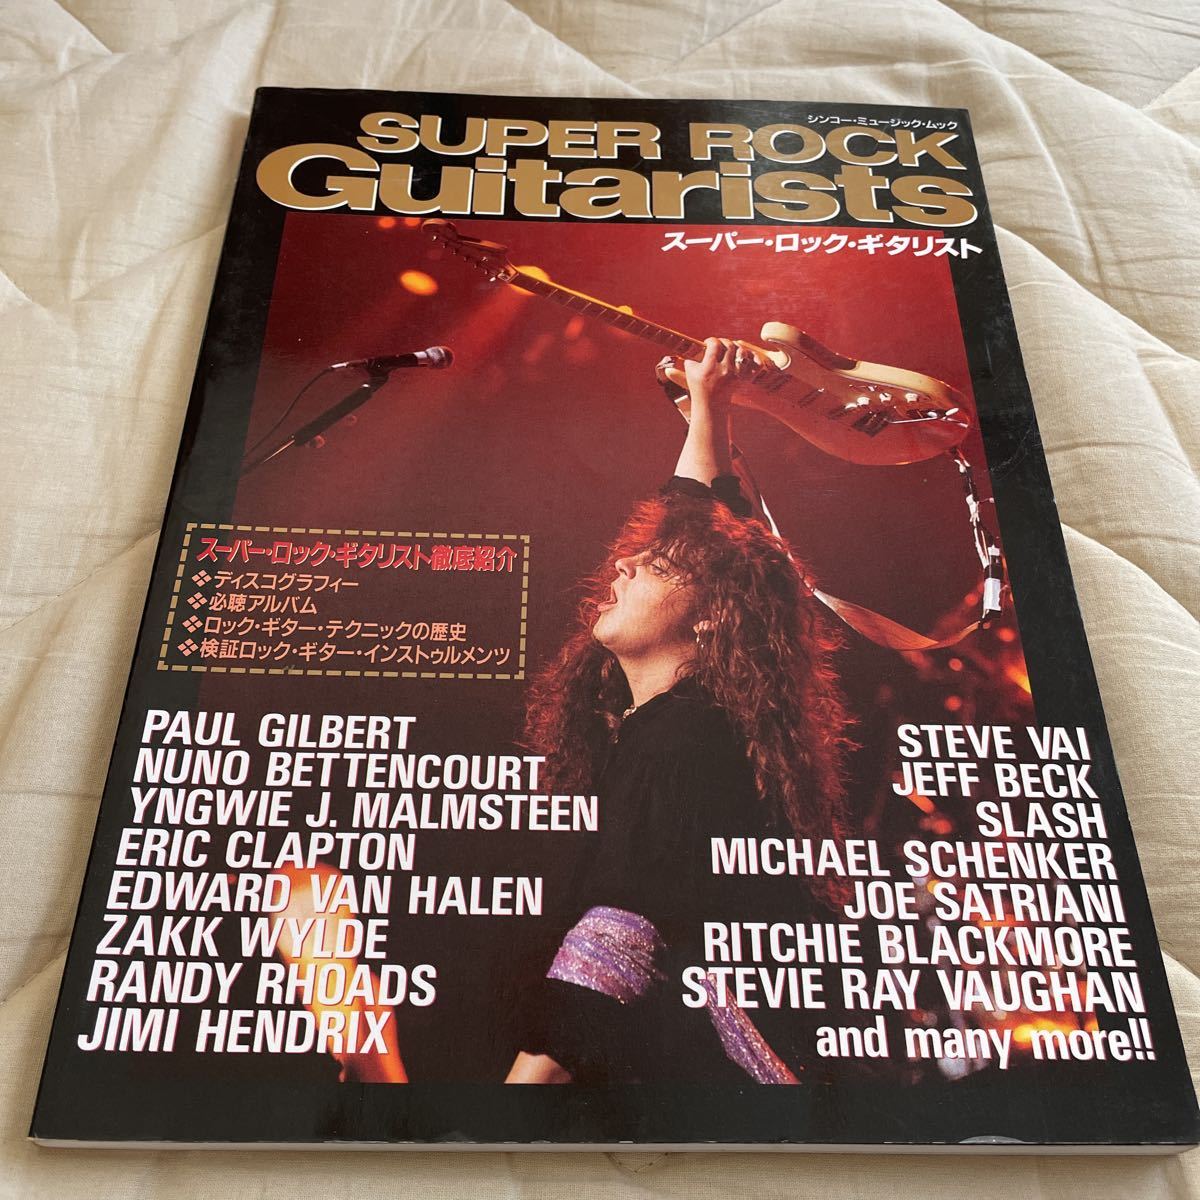 シンコー・ミュージック・ムック
SUPER ROCK
Guitarists
スーパー・ロック・ギタリスト
スーパー・ロック・ギタリスト徹底紹介
❖ディスコグラフィー
❖必聴アルバム
❖ロック・ギター・テクニックの歴史
❖検証ロック・ギター・インストゥルメンツ
PAUL GILBERT
NUNO BETTENCOURT
YNGWIE J. MALMSTEEN
ERIC CLAPTON
EDWARD VAN HALEN
ZAKK WYLDE
RANDY RHOADS
JIMI HENDRIX
STEVE VAI
JEFF BECK
SLASH
MICHAEL SCHENKER
JOE SATRIANI
RITCHIE BLACKMORE
STEVIE RAY VAUGHAN
and many more!!